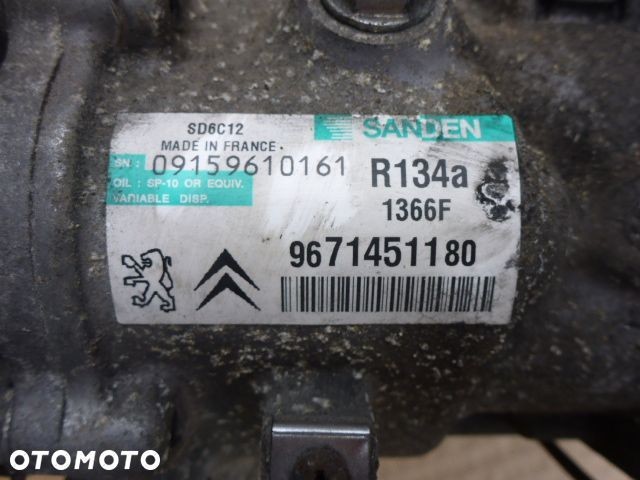 SD6C12
MADE IN FRANCE.
SANDEN
SN: 09159610161
OIL: SP-10 OR EQUIV.
VARIABLE DISP.
R134a
1366F
9671451180
OTOMOTO